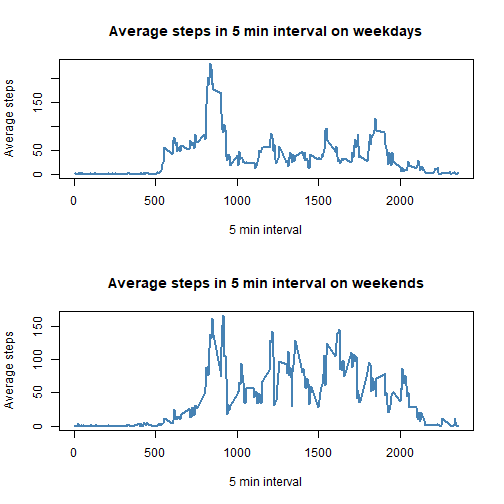 Average steps in 5 min interval on weekdays
Average steps
150
50
0
0 500 1000 1500 2000
5 min interval
Average steps in 5 min interval on weekends
Average steps
150
100
50
0
0 500 1000 1500 2000
5 min interval